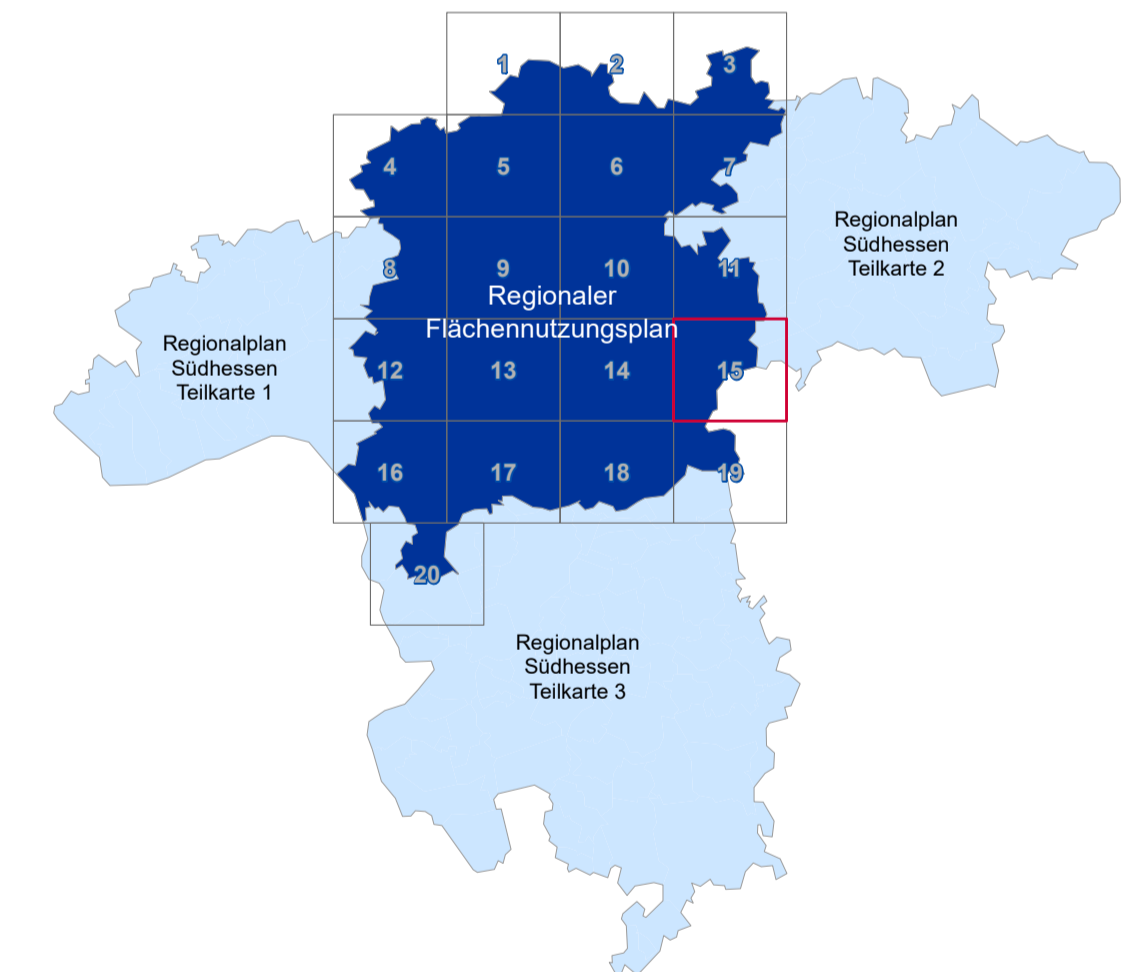 1
2
3
4
5
6
7
Regionalplan
Südhessen
Teilkarte 2
8
9
10
11
Regionaler
Flächennutzungsplan
Regionalplan
Südhessen
Teilkarte 1
12
13
14
15
16
17
18
19
20
Regionalplan
Südhessen
Teilkarte 3